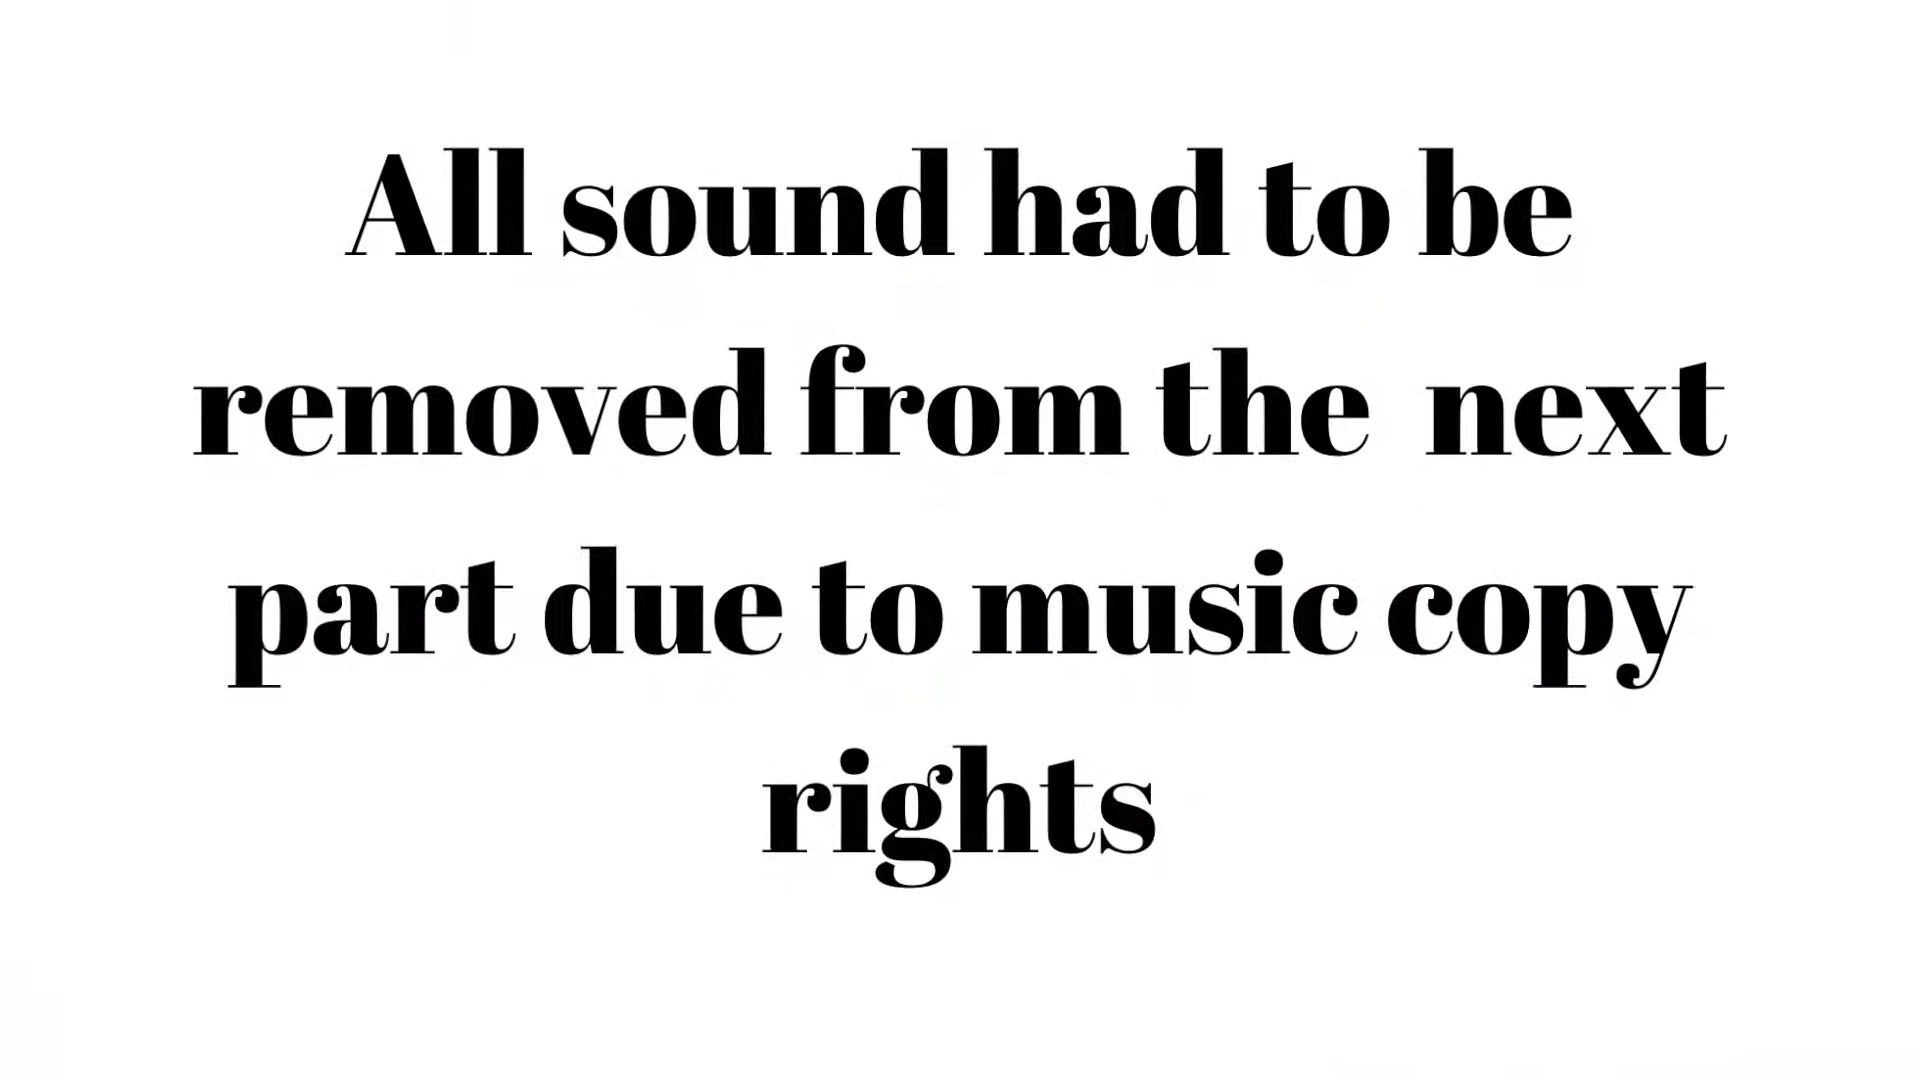 All sound had to be
removed from the  next
part due to music copy
rights